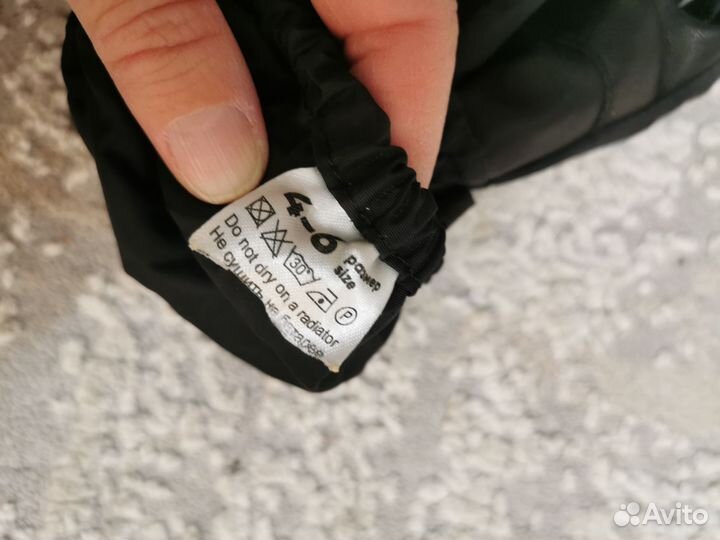 4-6
размер
size
30°
P
Do not dry on a radiator
Не сушить на батарее
Avito